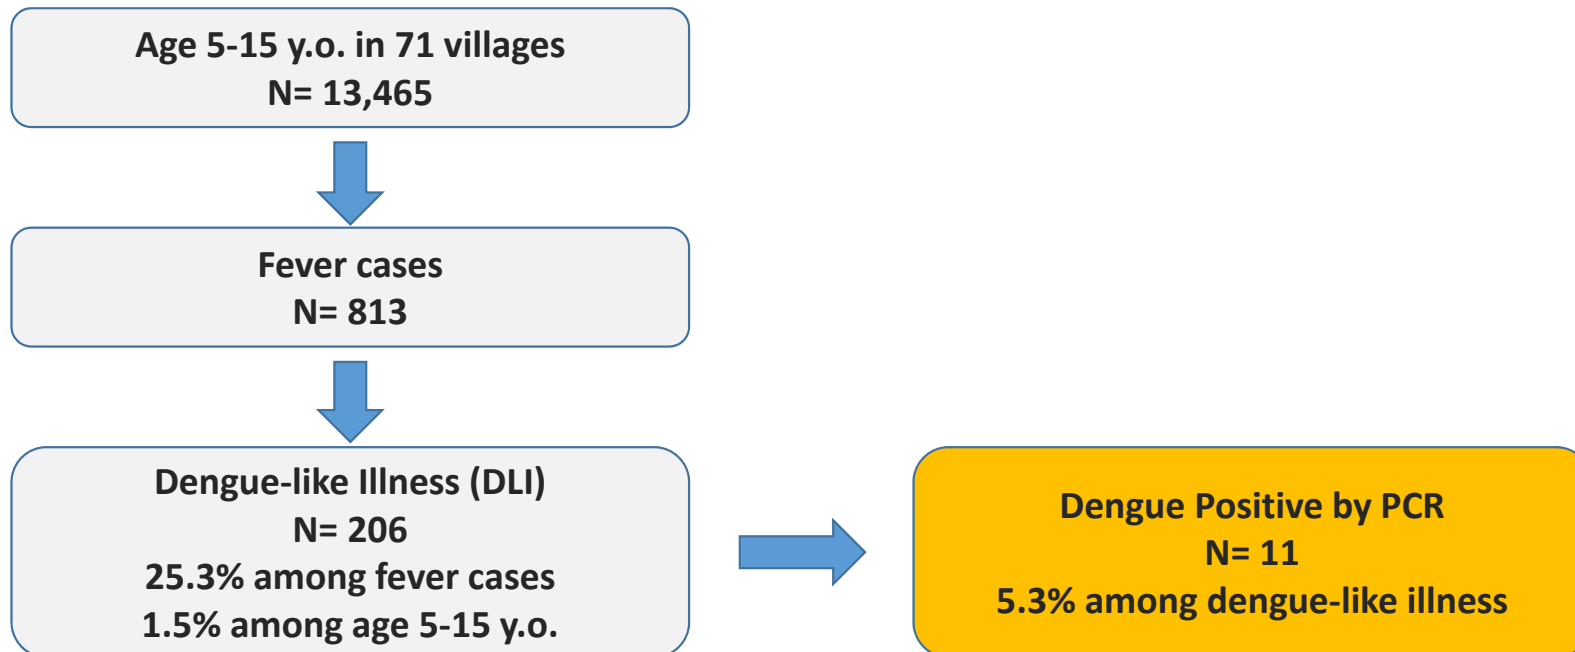 Age 5-15 y.o. in 71 villages
N= 13,465
Fever cases
N= 813
Dengue-like Illness (DLI)
N= 206
25.3% among fever cases
1.5% among age 5-15 y.o.
Dengue Positive by PCR
N= 11
5.3% among dengue-like illness